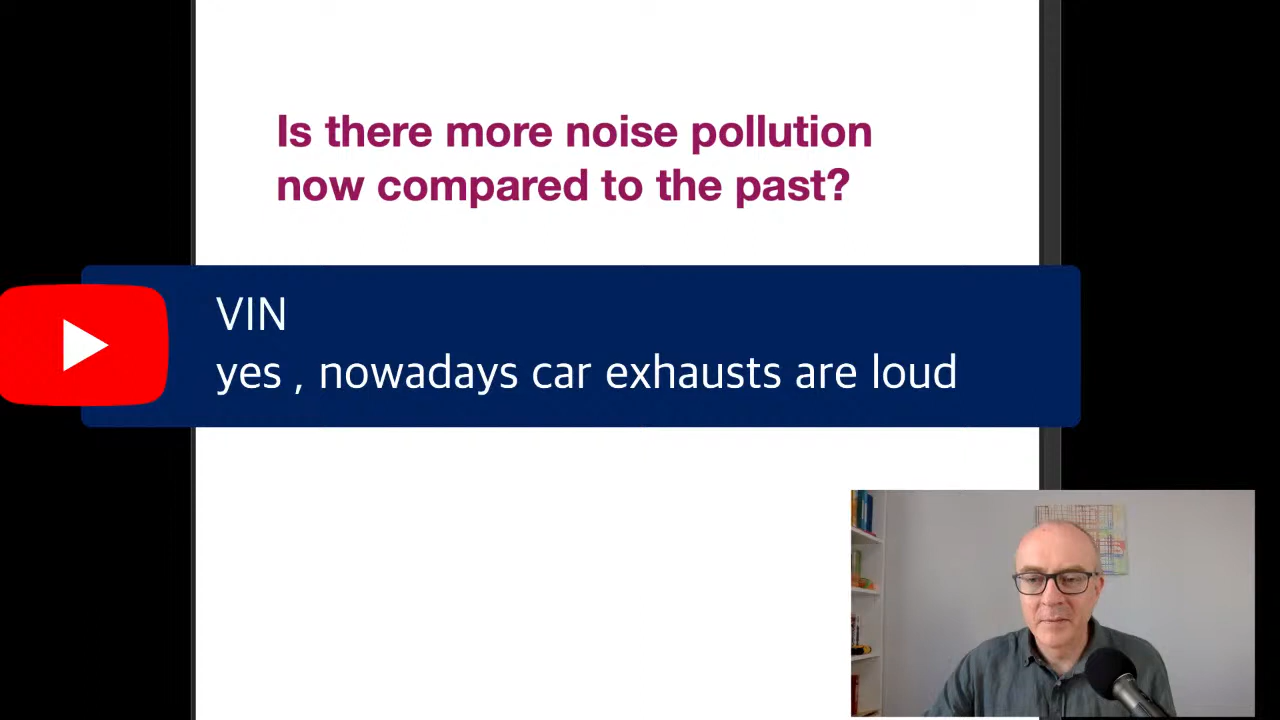 Is there more noise pollution
now compared to the past?
VIN
yes , nowadays car exhausts are loud